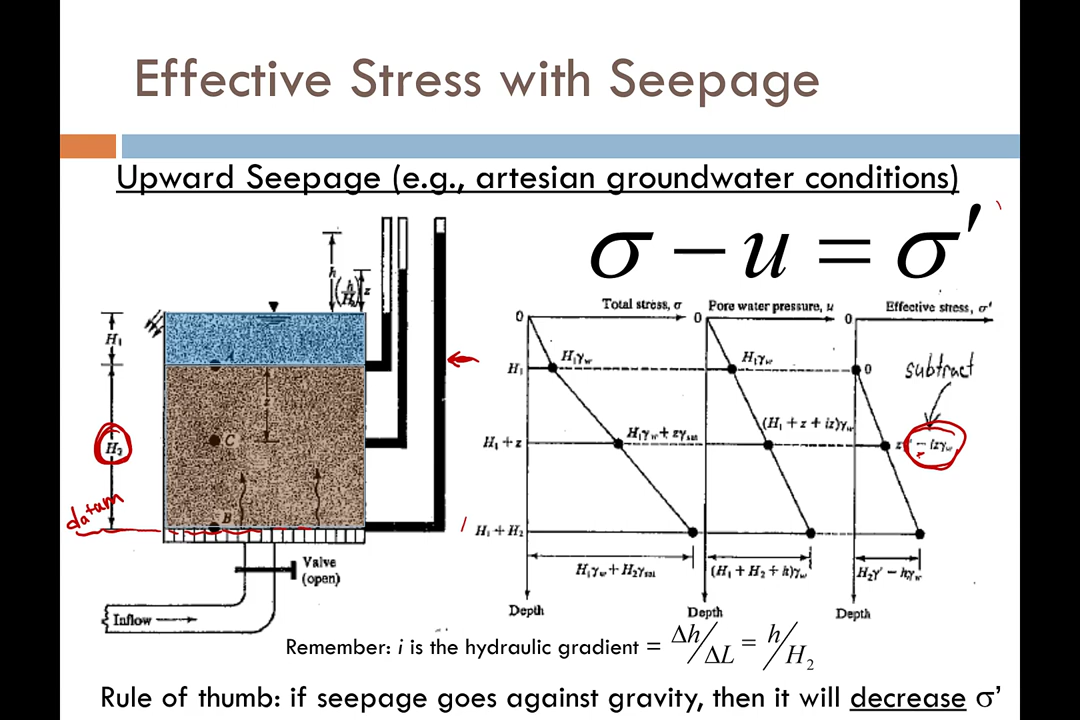 Effective Stress with Seepage
Upward Seepage (e.g., artesian groundwater conditions)
σ − u = σ'
h
(h/H₂) z
H₁
A
z
C
H₂
datum
B
Valve
(open)
Inflow
Total stress, σ
0
H₁γw
H₁
H₁γw + zγsat
H₁ + z
H₁ + H₂
H₁γw + H₂γsat
Depth
Pore water pressure, u
0
H₁γw
(H₁ + z + iz)γw
(H₁ + H₂ + h)γw
Depth
Effective stress, σ'
0
0
subtract
− izγw
H₂γ' − hγw
Depth
Remember: i is the hydraulic gradient = Δh/ΔL = h/H₂
Rule of thumb: if seepage goes against gravity, then it will decrease σ'